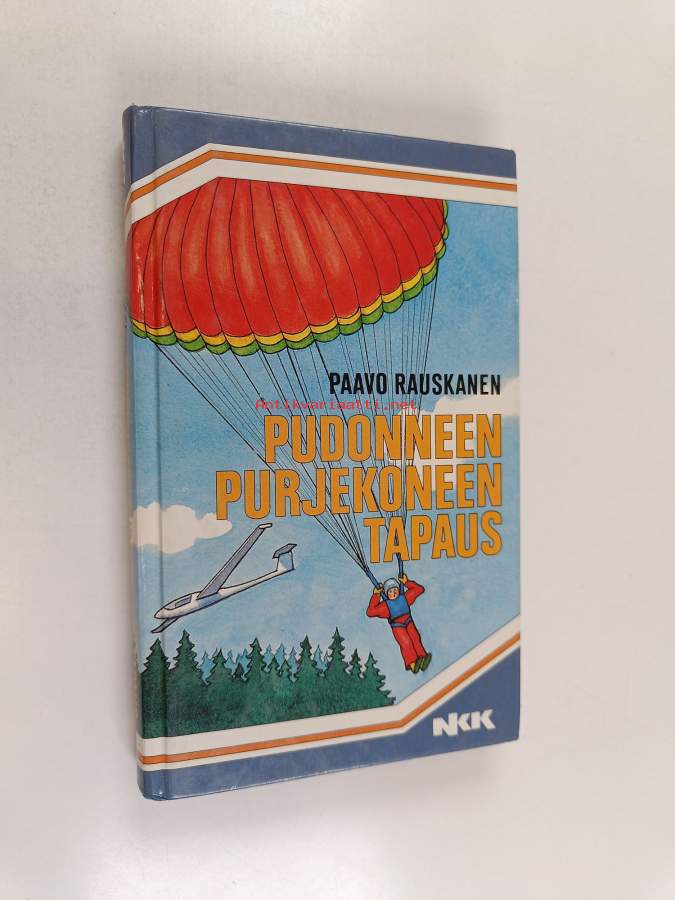 PAAVO RAUSKANEN
Antikvariaatti.net
PUDONNEEN
PURJEKONEEN
TAPAUS
NKK